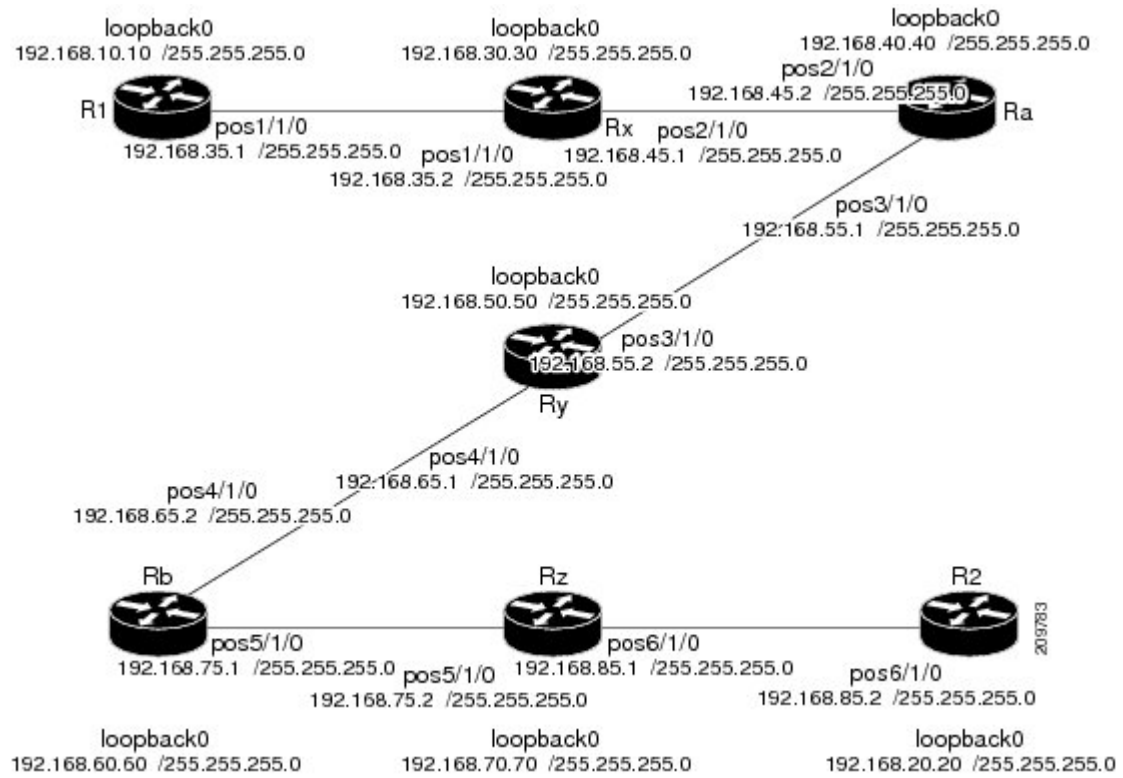 loopback0
192.168.10.10 /255.255.255.0
loopback0
192.168.30.30 /255.255.255.0
loopback0
192.168.40.40 /255.255.255.0
pos2/1/0
192.168.45.2 /255.255.255.0
R1
Rx
Ra
pos1/1/0
192.168.35.1 /255.255.255.0
pos1/1/0
192.168.35.2 /255.255.255.0
pos2/1/0
192.168.45.1 /255.255.255.0
pos3/1/0
192.168.55.1 /255.255.255.0
loopback0
192.168.50.50 /255.255.255.0
pos3/1/0
192.168.55.2 /255.255.255.0
Ry
pos4/1/0
192.168.65.1 /255.255.255.0
pos4/1/0
192.168.65.2 /255.255.255.0
Rb
Rz
R2
209783
pos5/1/0
192.168.75.1 /255.255.255.0
pos5/1/0
192.168.75.2 /255.255.255.0
pos6/1/0
192.168.85.1 /255.255.255.0
pos6/1/0
192.168.85.2 /255.255.255.0
loopback0
192.168.60.60 /255.255.255.0
loopback0
192.168.70.70 /255.255.255.0
loopback0
192.168.20.20 /255.255.255.0